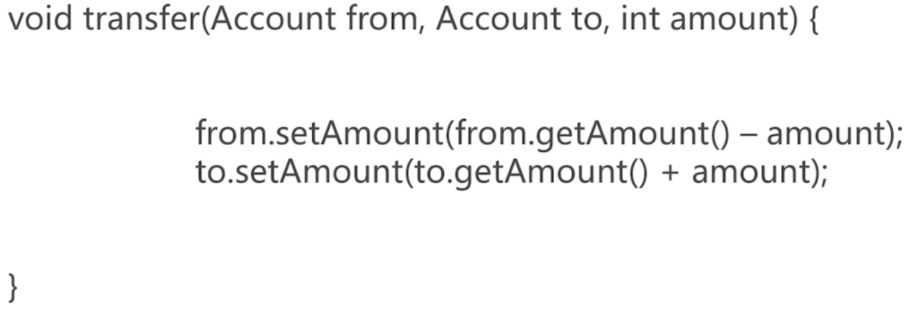 void transfer(Account from, Account to, int amount) {
from.setAmount(from.getAmount() – amount);
to.setAmount(to.getAmount() + amount);
}